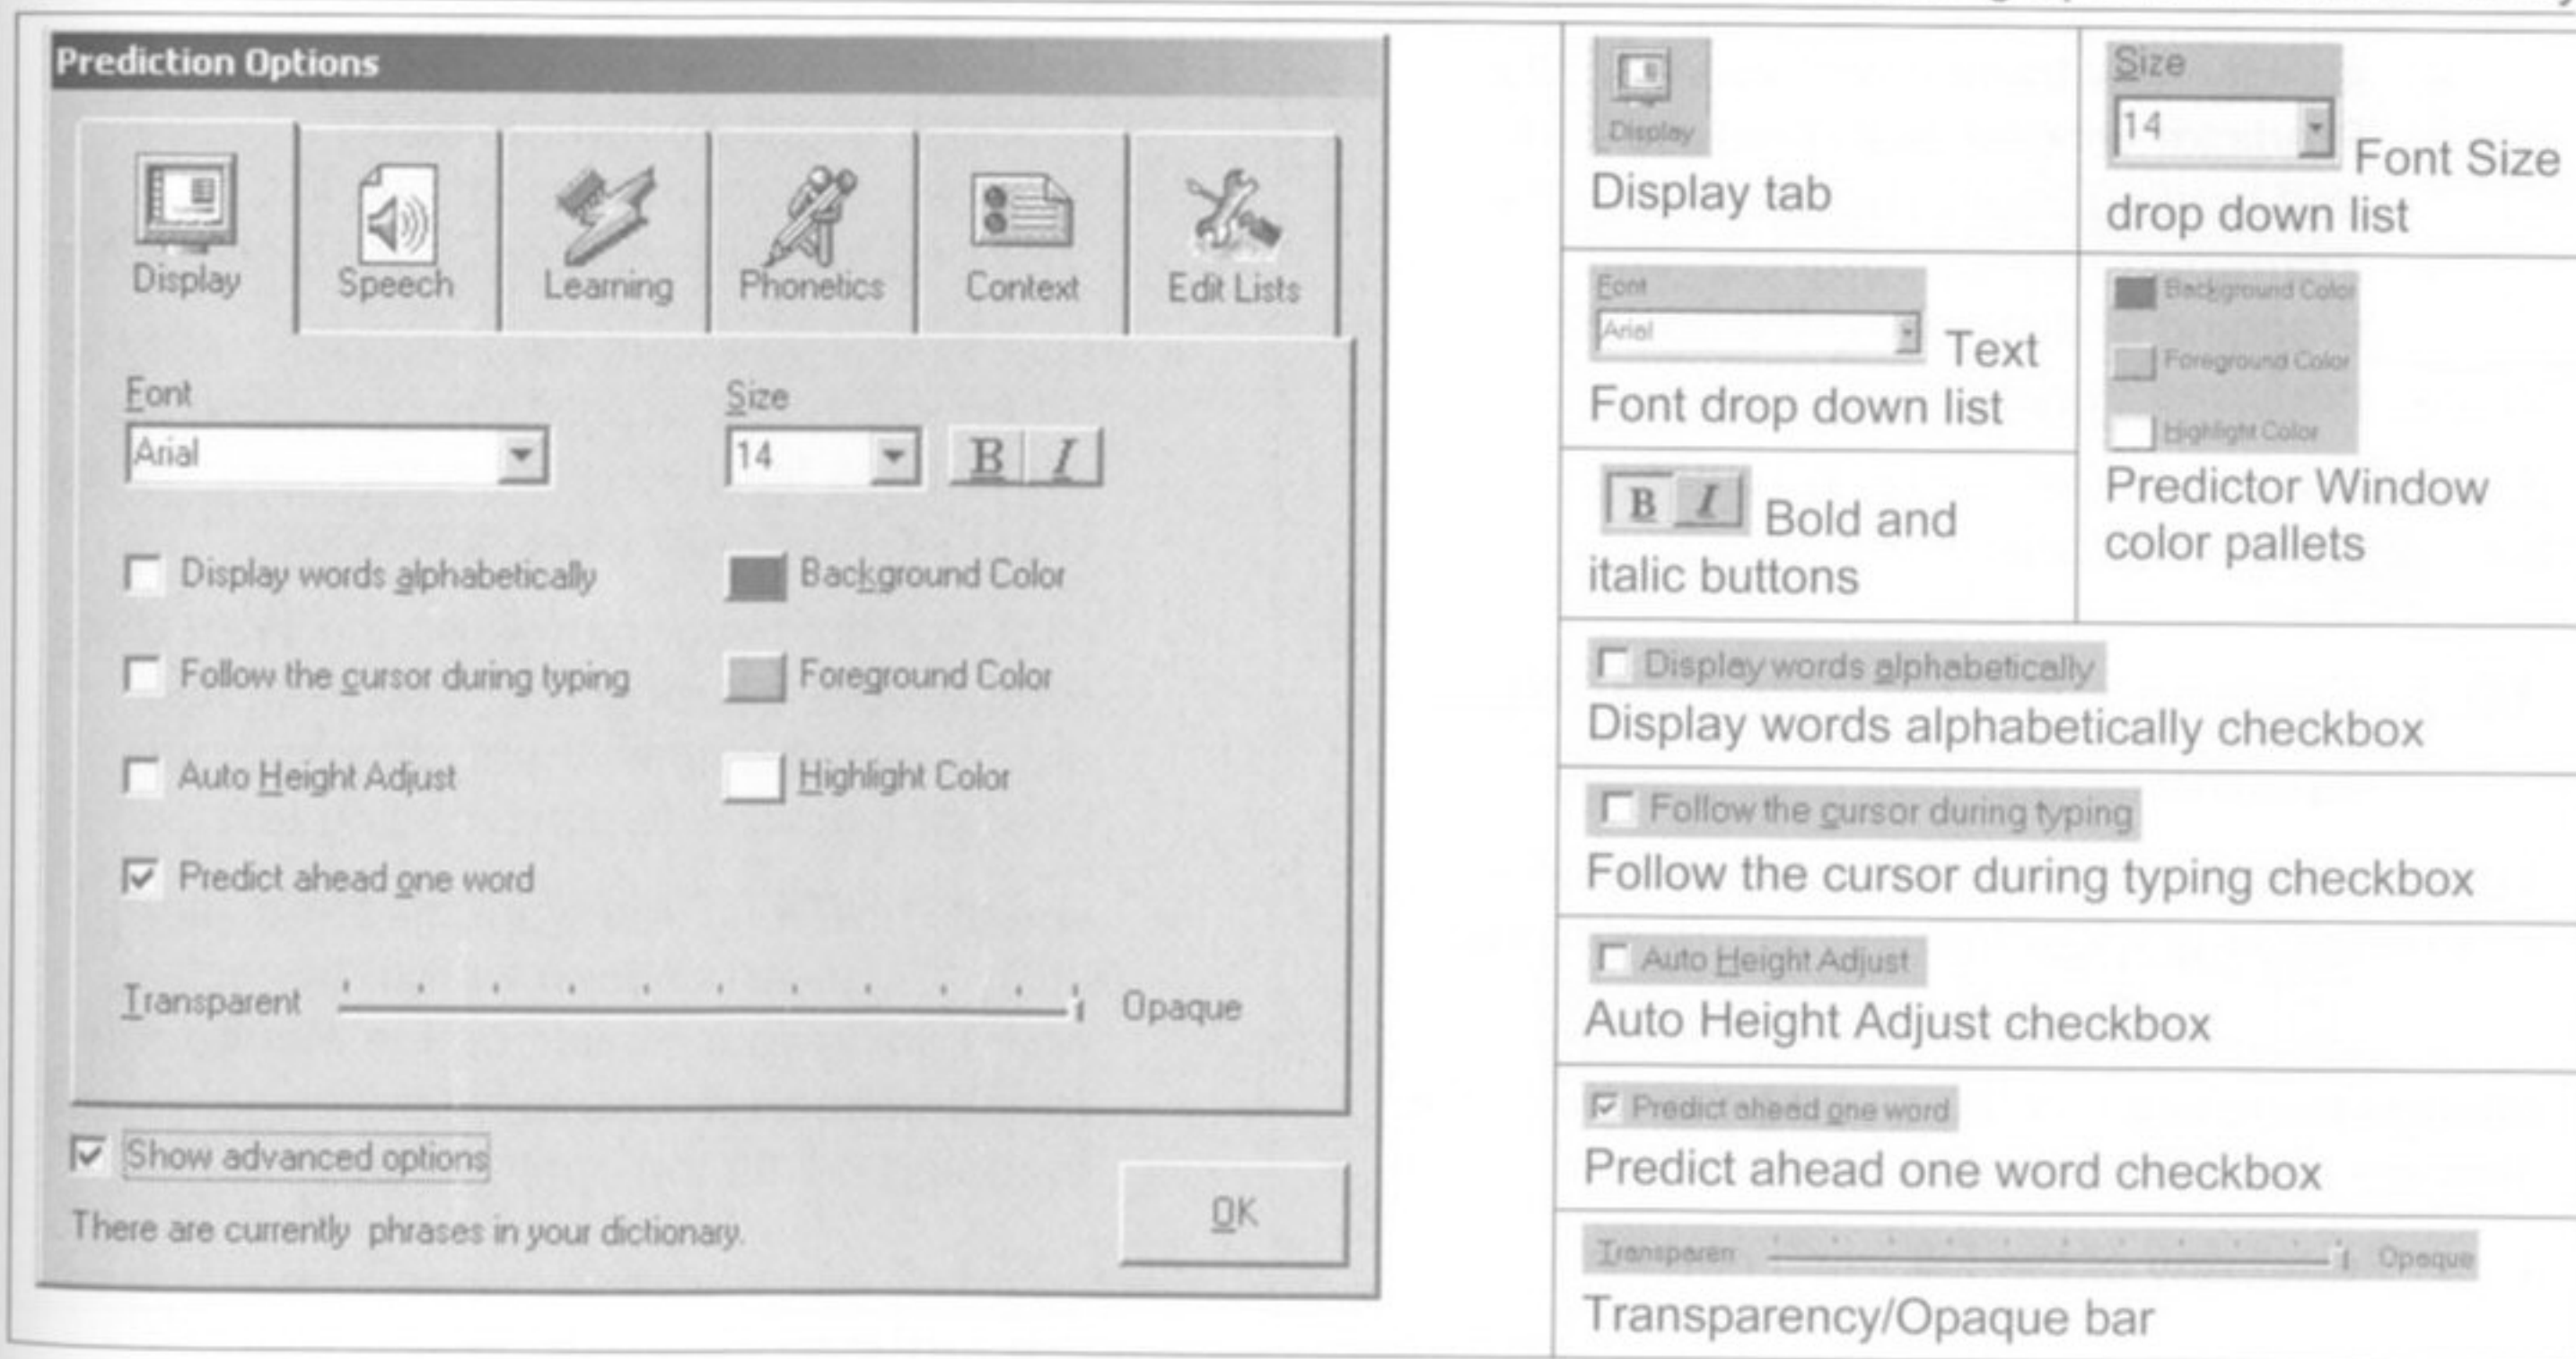 Prediction Options
Display Speech Learning Phonetics Context Edit Lists
Font Size
Arial 14 B I
Display words alphabetically Background Color
Follow the cursor during typing Foreground Color
Auto Height Adjust Highlight Color
Predict ahead one word
Transparent Opaque
Show advanced options
There are currently phrases in your dictionary.
OK
Display
Display tab
Size
14 Font Size
drop down list
Font
Arial Text
Font drop down list
Background Color
Foreground Color
Highlight Color
Predictor Window
color pallets
B I Bold and
italic buttons
Display words alphabetically
Display words alphabetically checkbox
Follow the cursor during typing
Follow the cursor during typing checkbox
Auto Height Adjust
Auto Height Adjust checkbox
Predict ahead one word
Predict ahead one word checkbox
Transparen Opaque
Transparency/Opaque bar